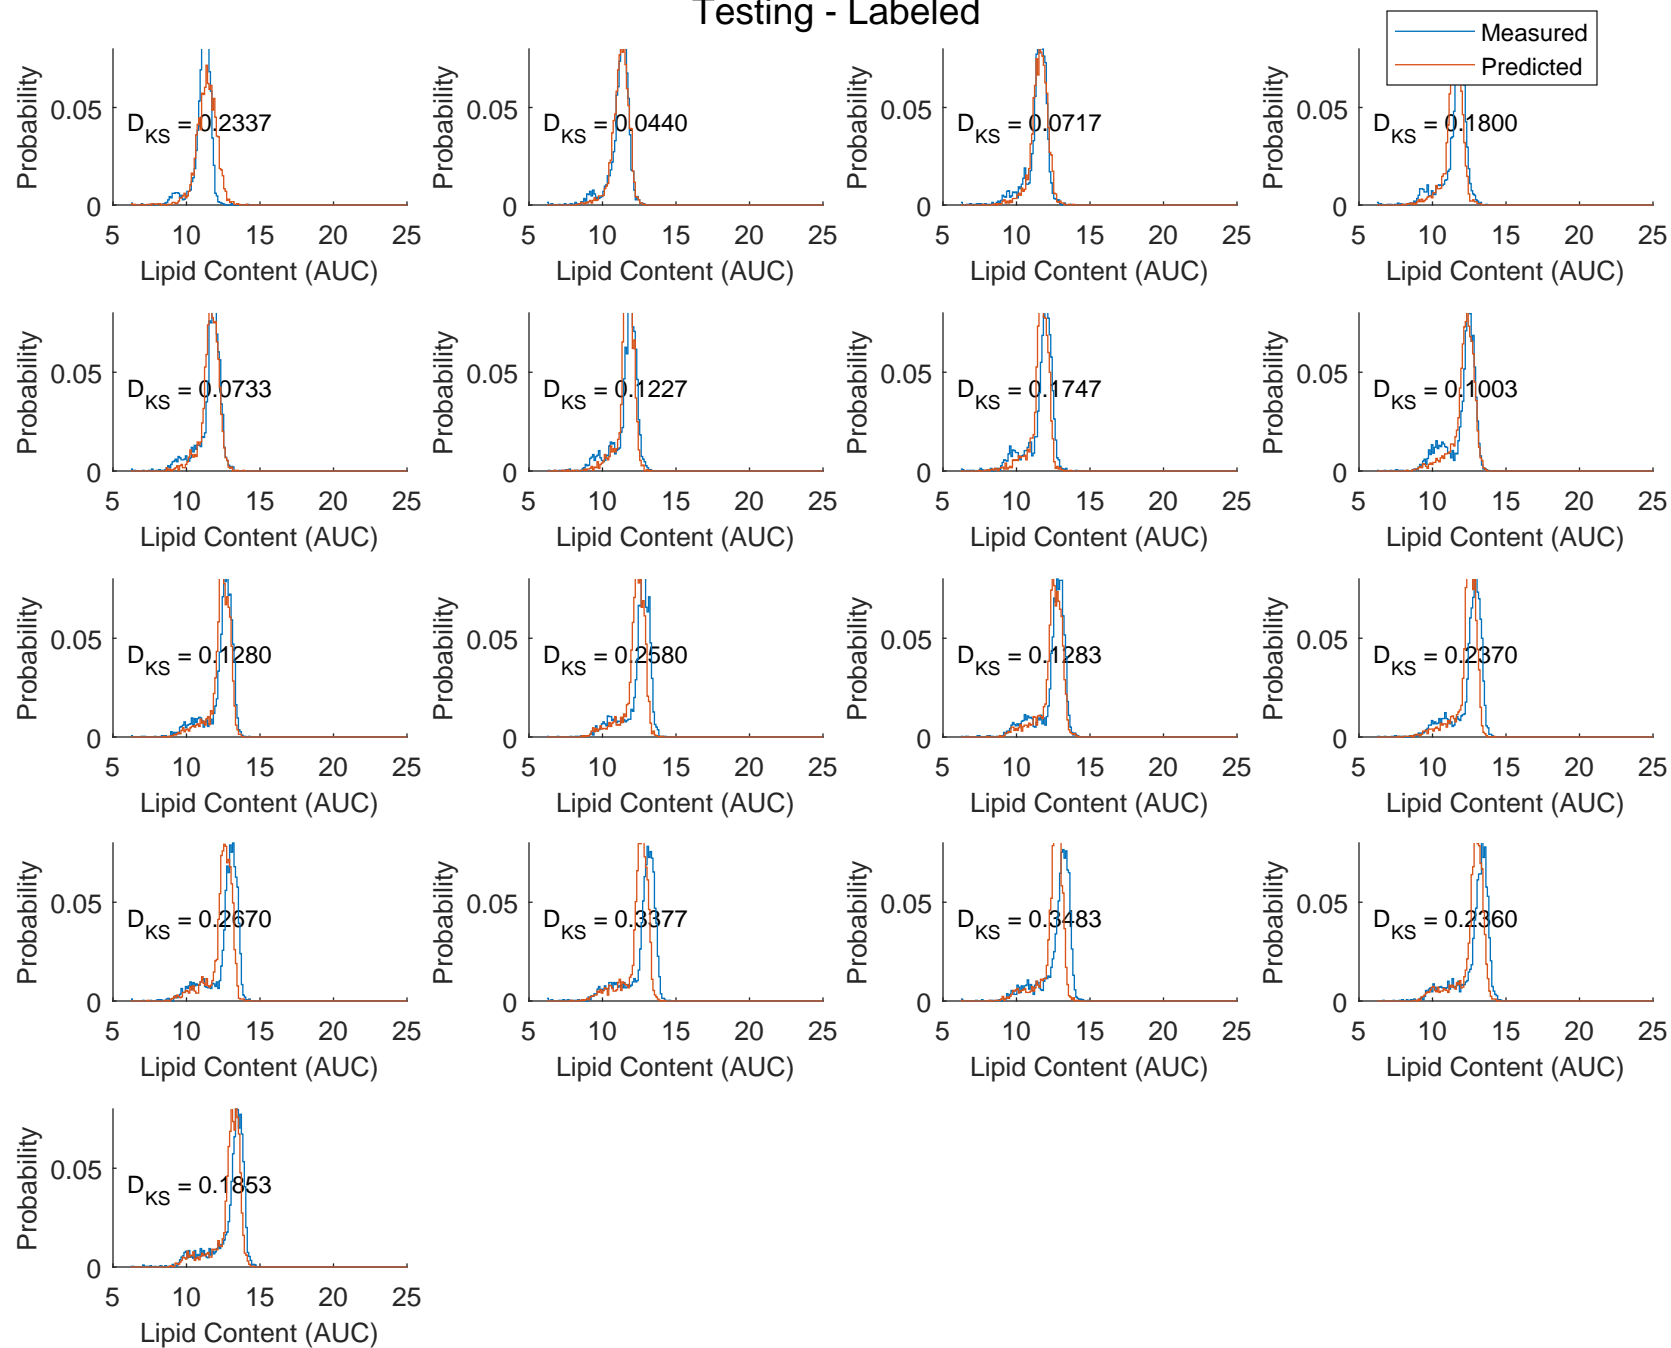 Testing - Labeled
Measured
Predicted
Probability
0.05
0
D_KS = 0.2337
5 10 15 20 25
Lipid Content (AUC)
Probability
0.05
0
D_KS = 0.0440
5 10 15 20 25
Lipid Content (AUC)
Probability
0.05
0
D_KS = 0.0717
5 10 15 20 25
Lipid Content (AUC)
Probability
0.05
0
D_KS = 0.1800
5 10 15 20 25
Lipid Content (AUC)
Probability
0.05
0
D_KS = 0.0733
5 10 15 20 25
Lipid Content (AUC)
Probability
0.05
0
D_KS = 0.1227
5 10 15 20 25
Lipid Content (AUC)
Probability
0.05
0
D_KS = 0.1747
5 10 15 20 25
Lipid Content (AUC)
Probability
0.05
0
D_KS = 0.1003
5 10 15 20 25
Lipid Content (AUC)
Probability
0.05
0
D_KS = 0.1280
5 10 15 20 25
Lipid Content (AUC)
Probability
0.05
0
D_KS = 0.2580
5 10 15 20 25
Lipid Content (AUC)
Probability
0.05
0
D_KS = 0.1283
5 10 15 20 25
Lipid Content (AUC)
Probability
0.05
0
D_KS = 0.2370
5 10 15 20 25
Lipid Content (AUC)
Probability
0.05
0
D_KS = 0.2670
5 10 15 20 25
Lipid Content (AUC)
Probability
0.05
0
D_KS = 0.3377
5 10 15 20 25
Lipid Content (AUC)
Probability
0.05
0
D_KS = 0.3483
5 10 15 20 25
Lipid Content (AUC)
Probability
0.05
0
D_KS = 0.2360
5 10 15 20 25
Lipid Content (AUC)
Probability
0.05
0
D_KS = 0.1853
5 10 15 20 25
Lipid Content (AUC)